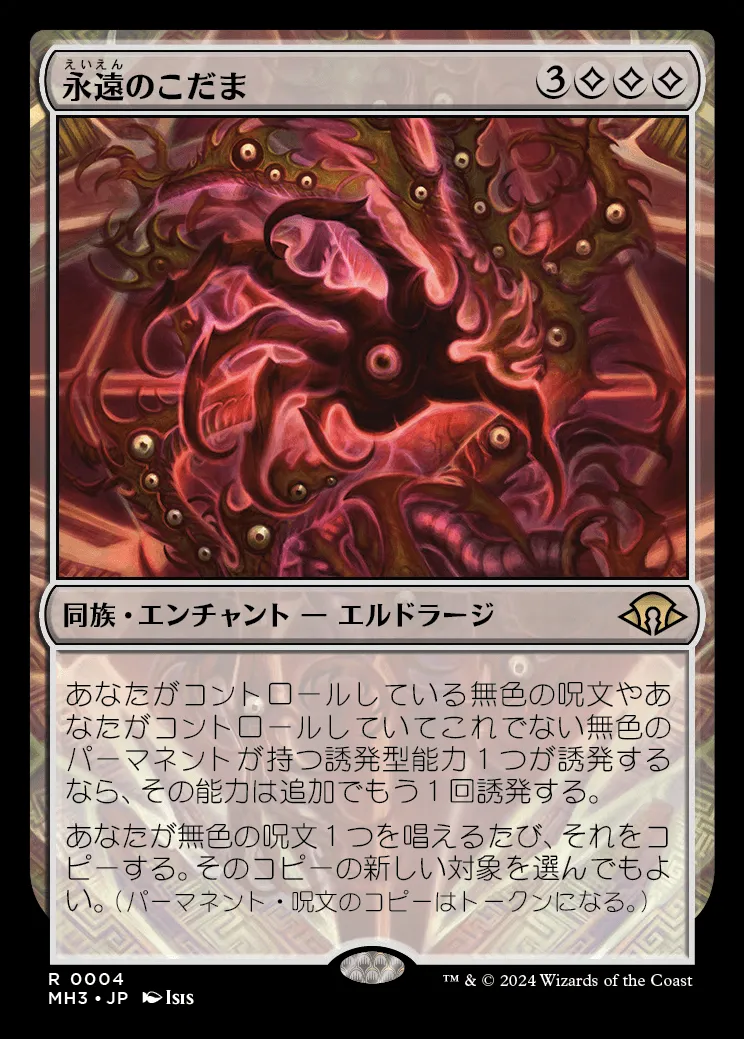 えいえん
永遠のこだま
3
同族・エンチャント ― エルドラージ
あなたがコントロールしている無色の呪文やあ
なたがコントロールしていてこれでない無色の
パーマネントが持つ誘発型能力1つが誘発する
なら、その能力は追加でもう1回誘発する。
あなたが無色の呪文1つを唱えるたび、それをコ
ピーする。そのコピーの新しい対象を選んでもよ
い。（パーマネント・呪文のコピーはトークンになる。）
R 0004
MH3・JP Isis
™ & © 2024 Wizards of the Coast